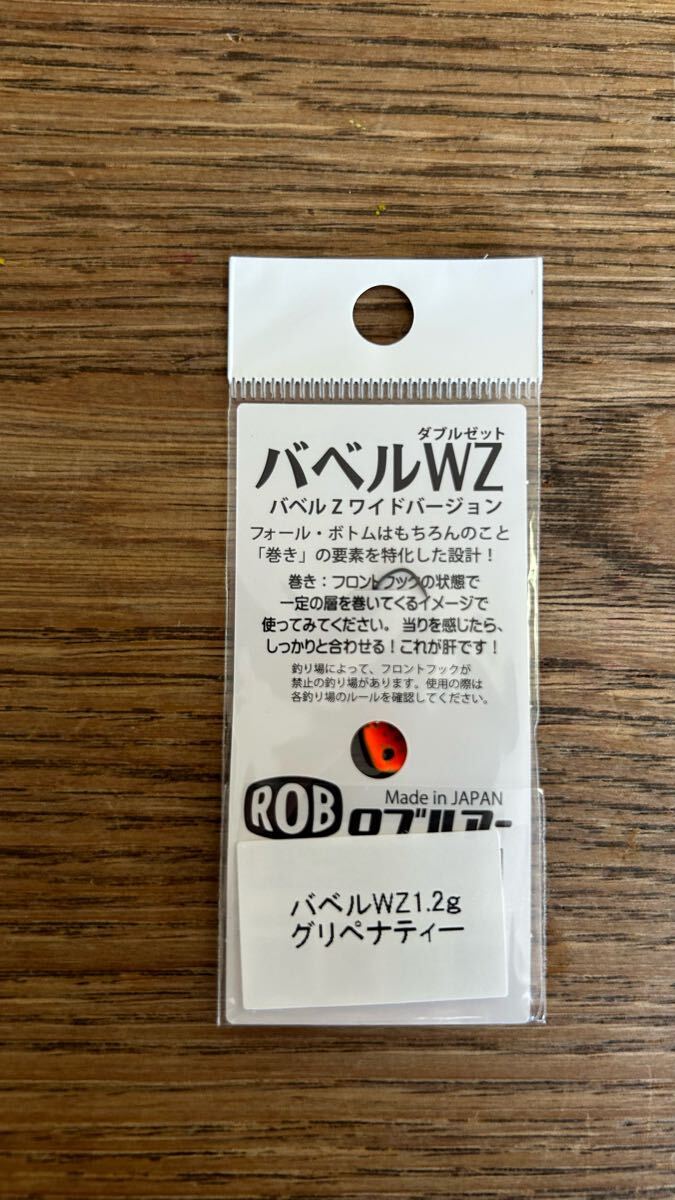 ダブルゼット
バベルWZ
バベル Z ワイドバージョン
フォール・ボトムはもちろんのこと
「巻き」の要素を特化した設計！
巻き：フロントフックの状態で
一定の層を巻いてくるイメージで
使ってみてください。当りを感じたら、
しっかりと合わせる！これが肝です！
釣り場によって、フロントフックが
禁止の釣り場があります。使用の際は
各釣り場のルールを確認してください。
Made in JAPAN
ROB ロブルアー
バベルWZ1.2g
グリペナティー